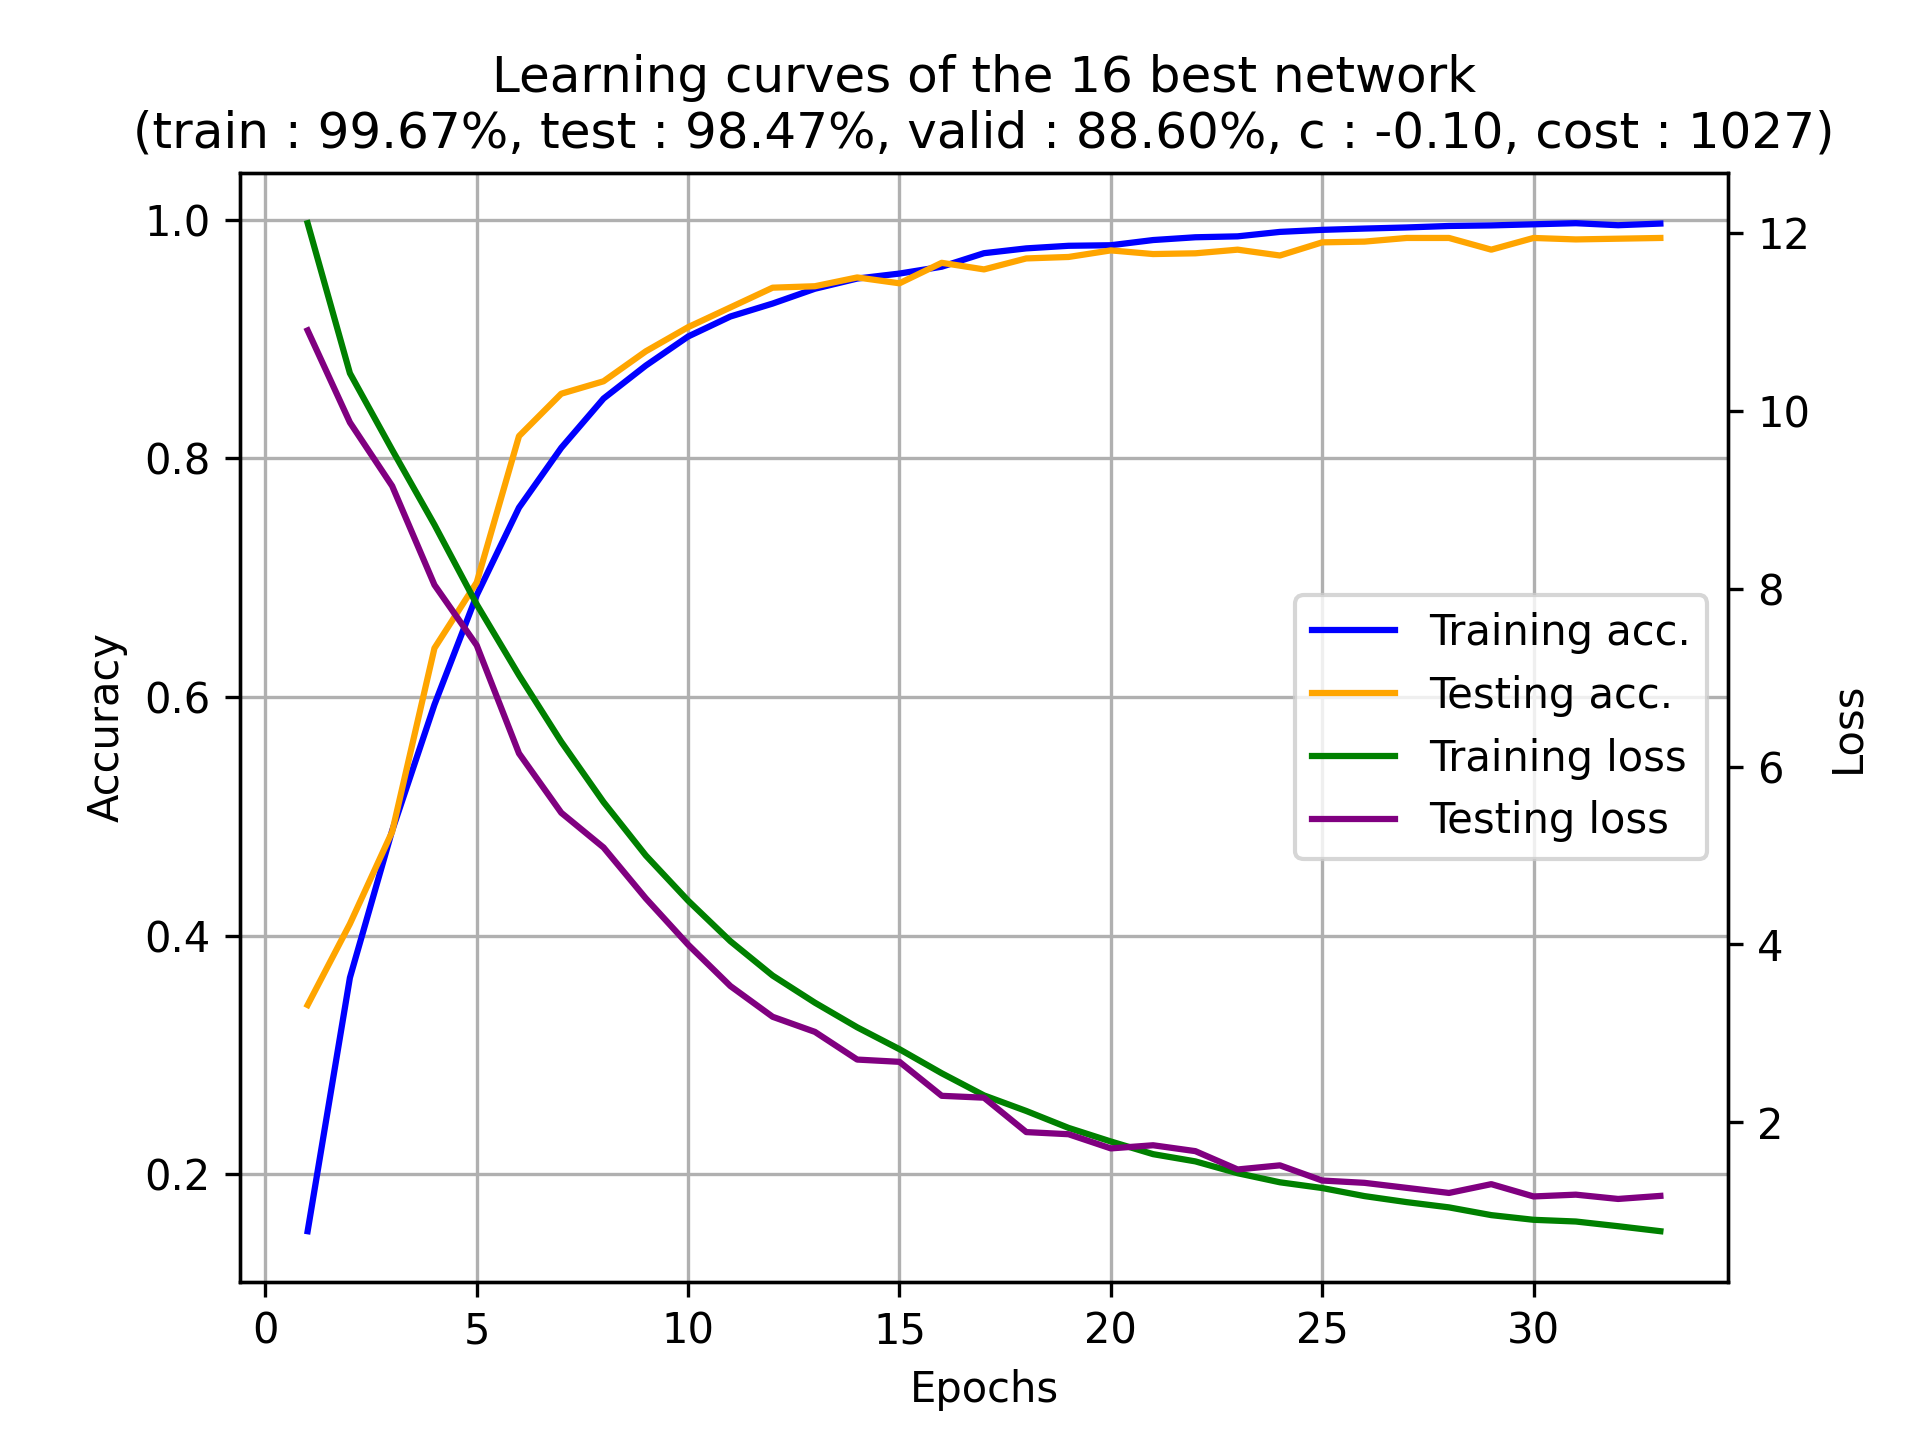 Learning curves of the 16 best network
(train : 99.67%, test : 98.47%, valid : 88.60%, c : -0.10, cost : 1027)
1.0
0.8
0.6
0.4
0.2
Accuracy
12
10
8
6
4
2
Loss
Training acc.
Testing acc.
Training loss
Testing loss
0 5 10 15 20 25 30
Epochs